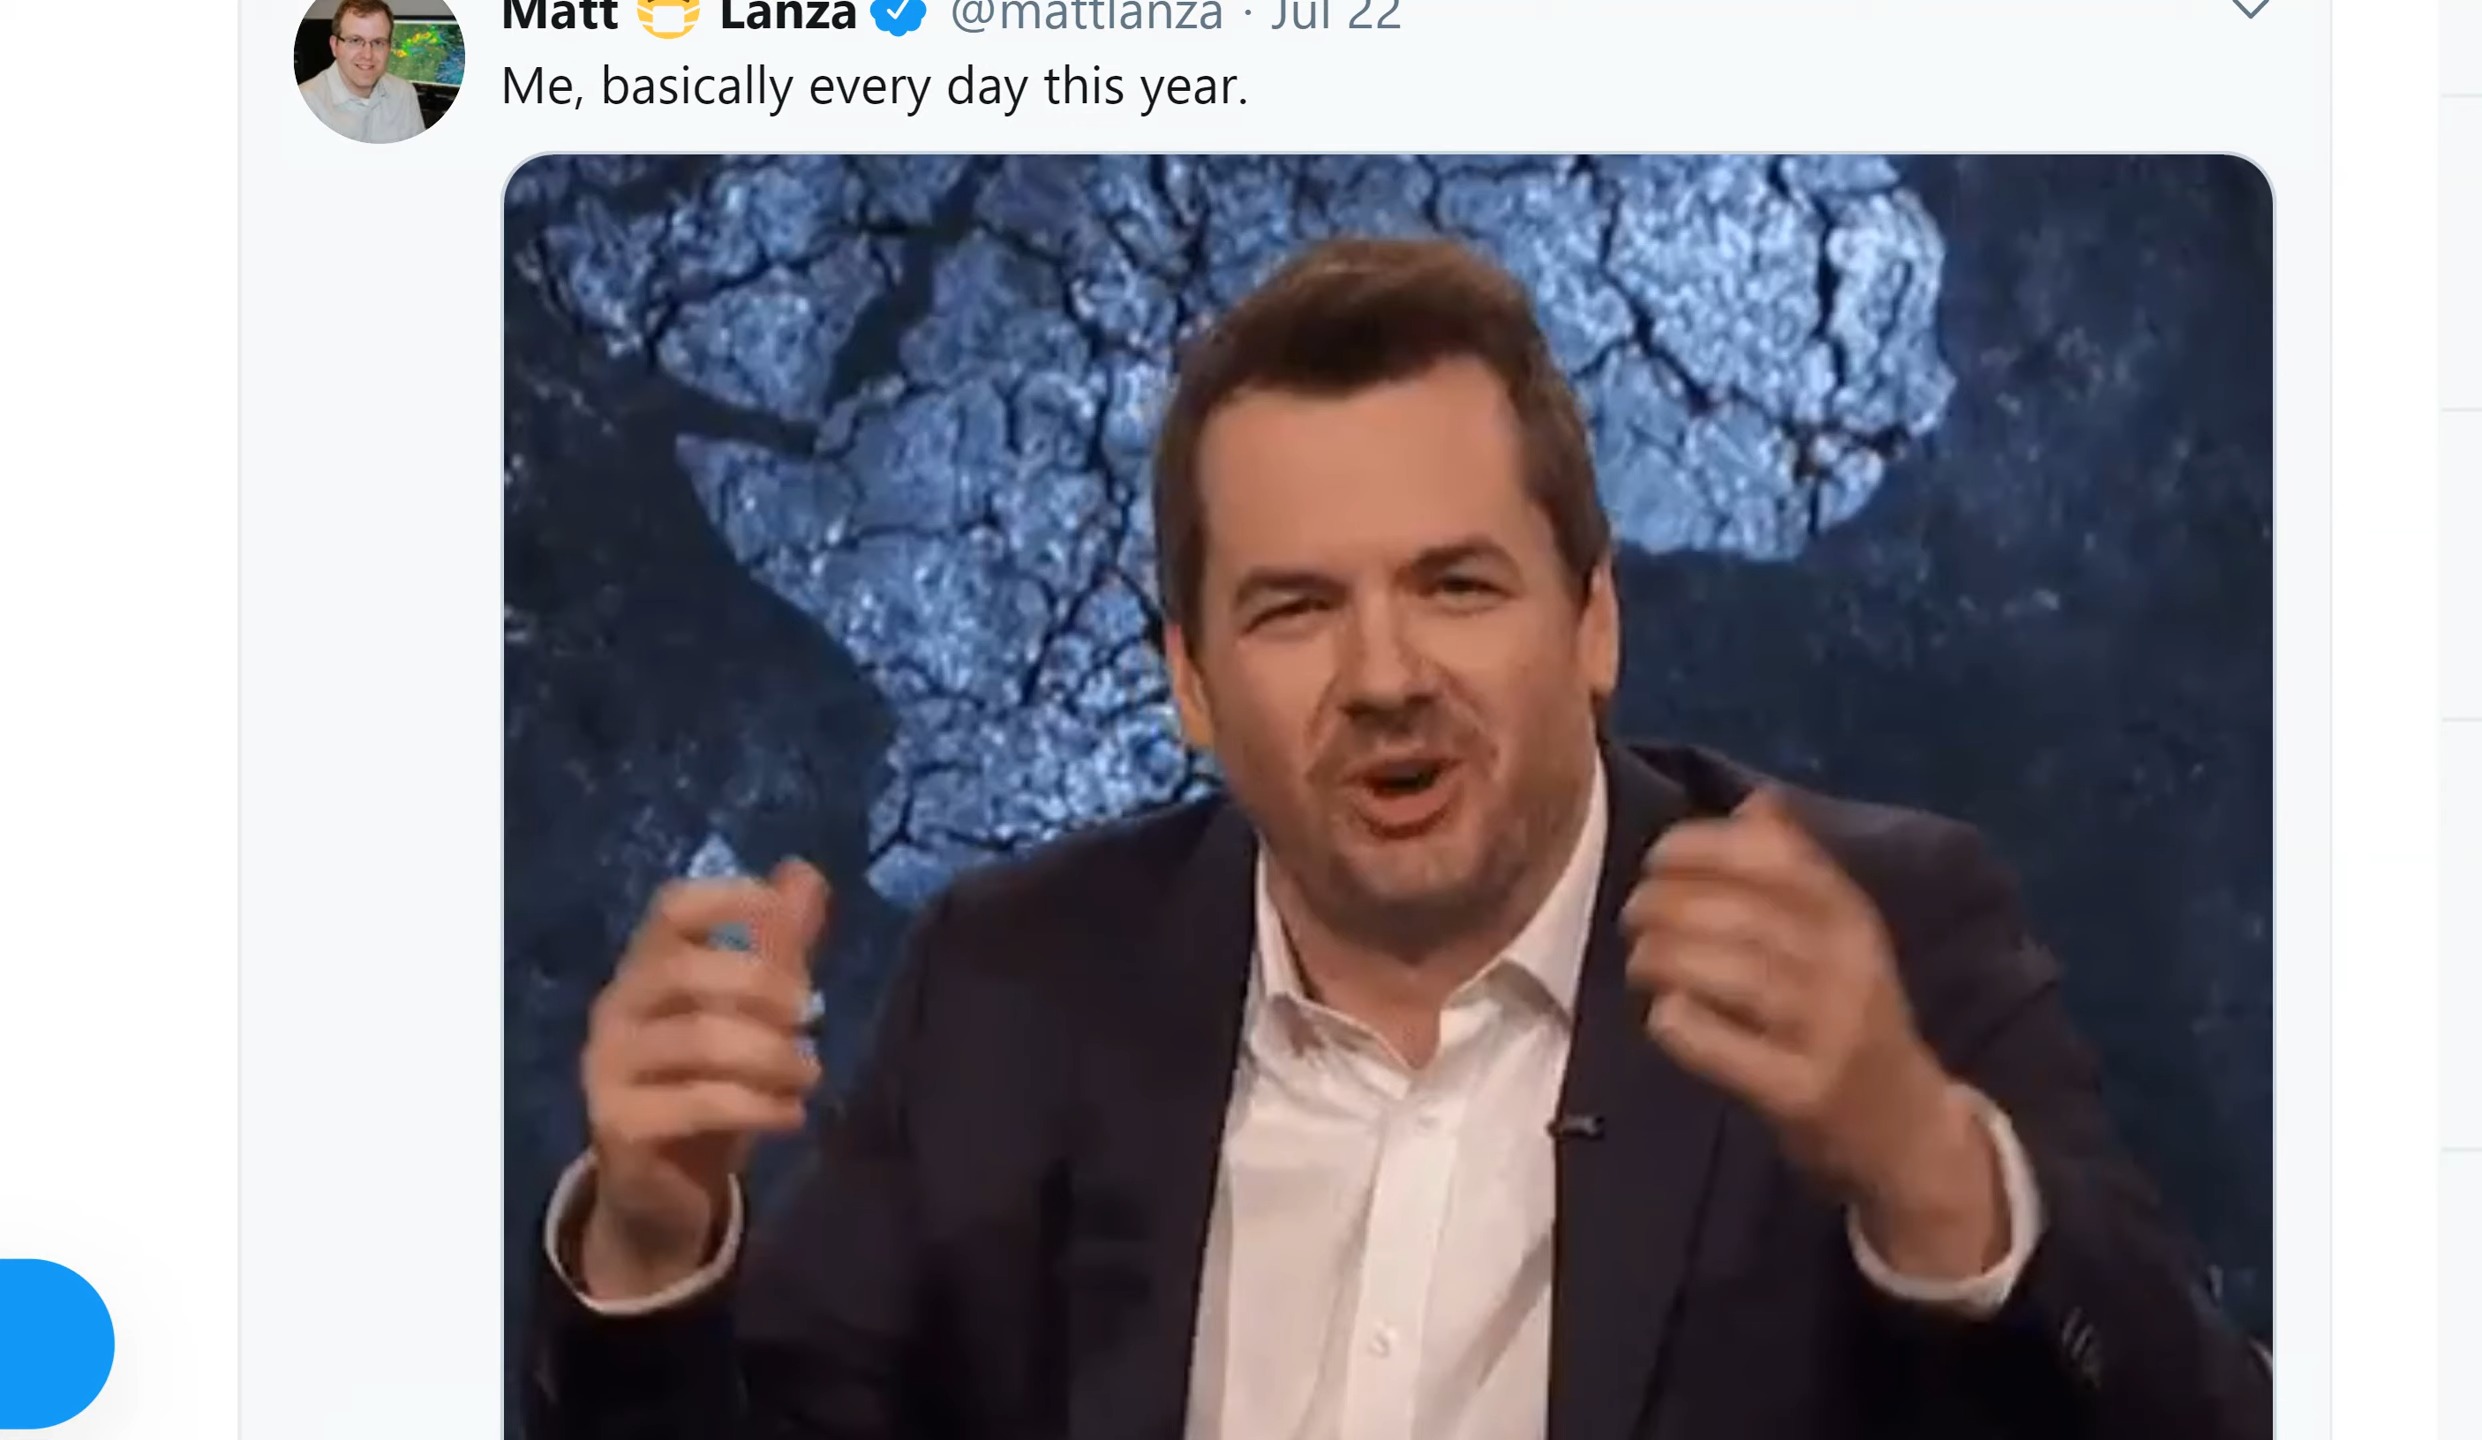 Matt 😷 Lanza @mattlanza · Jul 22
Me, basically every day this year.